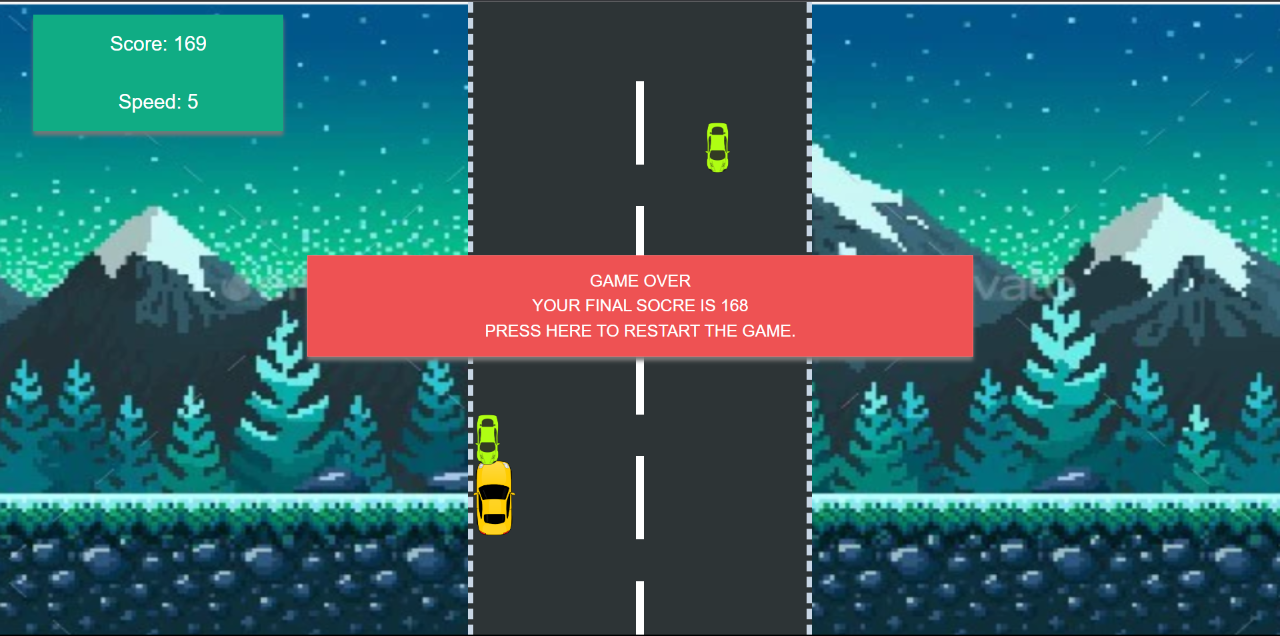 Score: 169
Speed: 5
GAME OVER
YOUR FINAL SOCRE IS 168
PRESS HERE TO RESTART THE GAME.